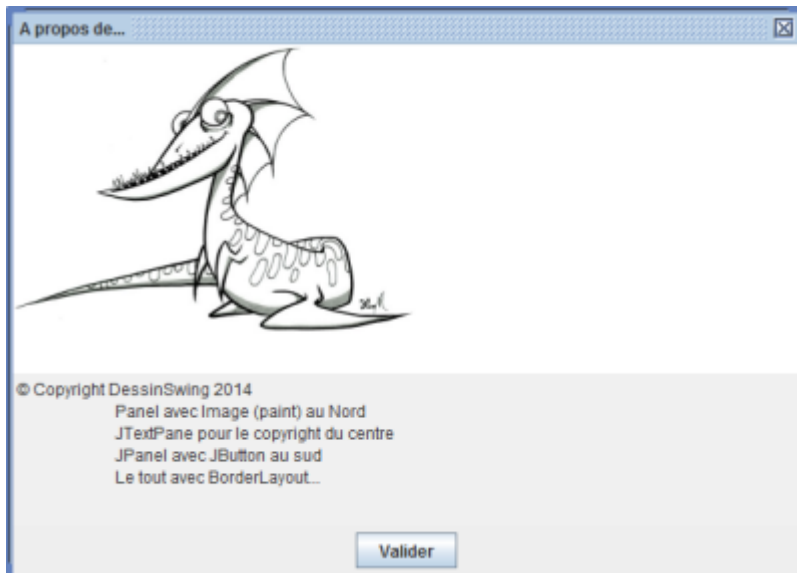 A propos de...
© Copyright DessinSwing 2014
Panel avec Image (paint) au Nord
JTextPane pour le copyright du centre
JPanel avec JButton au sud
Le tout avec BorderLayout...
Valider